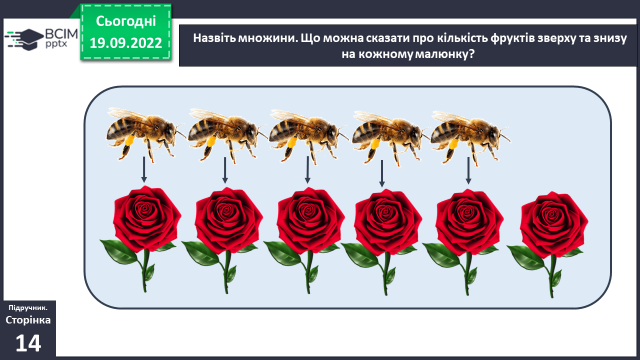 BCIM
pptx
Сьогодні
19.09.2022
Назвіть множини. Що можна сказати про кількість фруктів зверху та знизу
на кожному малюнку?
Підручник.
Сторінка
14